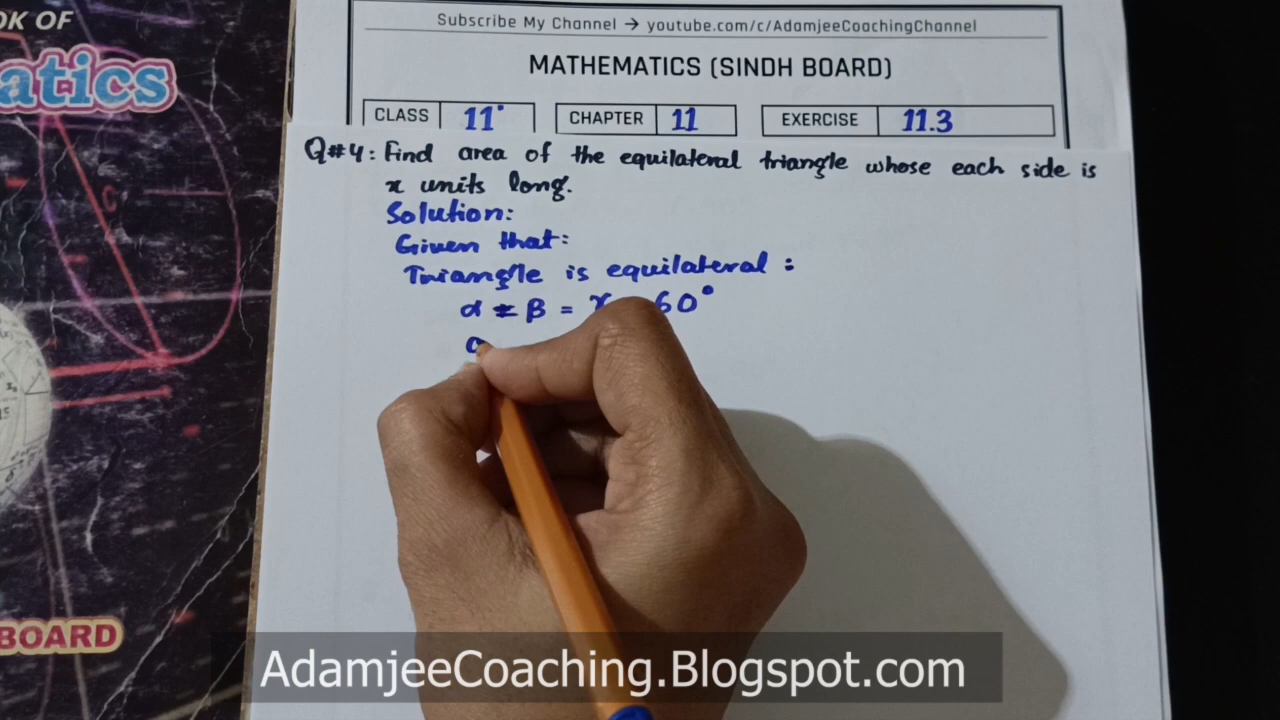 OK OF
atics
BOARD
Subscribe My Channel → youtube.com/c/AdamjeeCoachingChannel
MATHEMATICS (SINDH BOARD)
CLASS 11 CHAPTER 11 EXERCISE 11.3
Q#4: Find area of the equilateral triangle whose each side is
x units long.
Solution:
Given that:
Triangle is equilateral :
α = β = 60°
AdamjeeCoaching.Blogspot.com